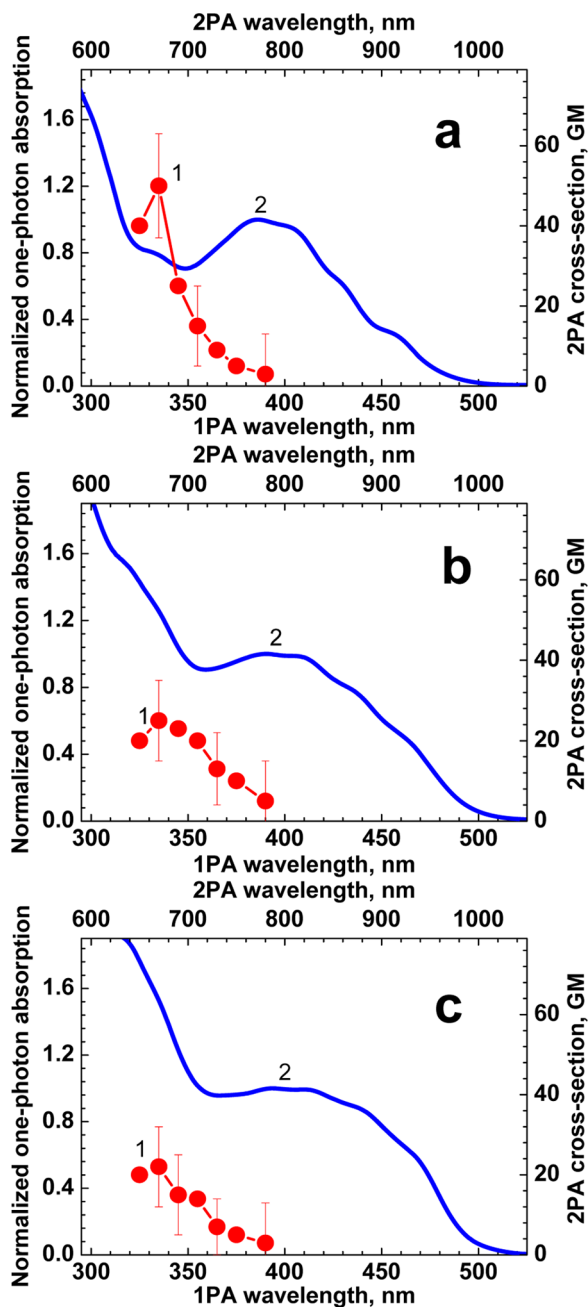 2PA wavelength, nm
600 700 800 900 1000
Normalized one-photon absorption
1.6
1.2
0.8
0.4
0.0
a
1
2
60
40
20
0
2PA cross-section, GM
300 350 400 450 500
1PA wavelength, nm
2PA wavelength, nm
600 700 800 900 1000
Normalized one-photon absorption
1.6
1.2
0.8
0.4
0.0
b
1
2
60
40
20
0
2PA cross-section, GM
300 350 400 450 500
1PA wavelength, nm
2PA wavelength, nm
600 700 800 900 1000
Normalized one-photon absorption
1.6
1.2
0.8
0.4
0.0
c
1
2
60
40
20
0
2PA cross-section, GM
300 350 400 450 500
1PA wavelength, nm